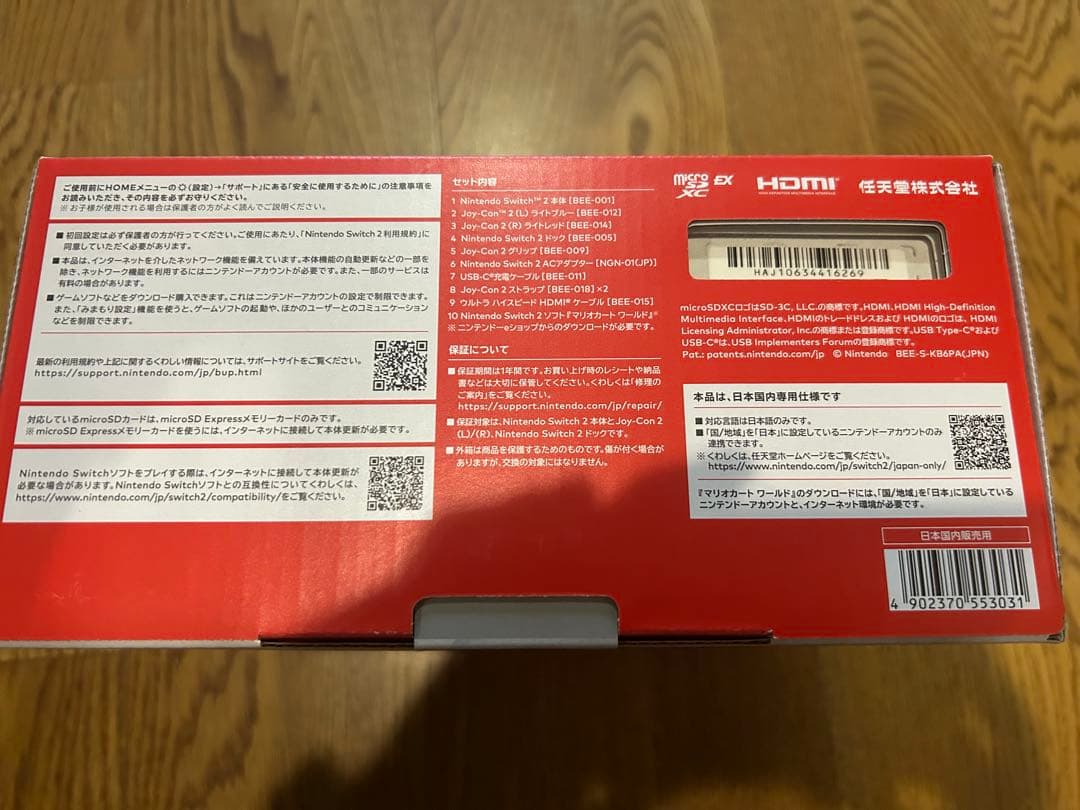 ご使用前にHOMEメニューの(設定)→「サポート」にある「安全に使用するために」の注意事項を
お読みいただき、その内容を必ずお守りください。
※お子様が使用される場合は保護者の方がよく読んでご説明ください。
■初回設定は必ず保護者の方が行ってください。ご使用にあたり、「Nintendo Switch 2利用規約」に
同意していただく必要があります。
■本品は、インターネットを介したネットワーク機能を備えています。本体機能の自動更新などの一部を
除き、ネットワーク機能を利用するにはニンテンドーアカウントが必要です。また、一部のサービスは
有料の場合があります。
■ゲームソフトなどをダウンロード購入できます。これはニンテンドーアカウントの設定で制限できます。
また、「みまもり設定」機能を使うと、ゲームソフトの起動や、ほかのユーザーとのコミュニケーション
などを制限できます。
最新の利用規約や上記に関するくわしい情報については、サポートサイトをご覧ください。
https://support.nintendo.com/jp/bup.html
対応しているmicroSDカードは、microSD Expressメモリーカードのみです。
※microSD Expressメモリーカードを使うには、インターネットに接続して本体更新が必要です。
Nintendo Switchソフトをプレイする際は、インターネットに接続して本体更新が
必要な場合があります。Nintendo Switchソフトとの互換性についてくわしくは、
https://www.nintendo.com/jp/switch2/compatibility/をご覧ください。
セット内容
1 Nintendo Switch™ 2 本体 [BEE-001]
2 Joy-Con™ 2 (L) ライトブルー [BEE-012]
3 Joy-Con 2 (R) ライトレッド [BEE-014]
4 Nintendo Switch 2 ドック [BEE-005]
5 Joy-Con 2 グリップ [BEE-009]
6 Nintendo Switch 2 ACアダプター [NGN-01(JP)]
7 USB-C®充電ケーブル [BEE-011]
8 Joy-Con 2 ストラップ [BEE-018] ×2
9 ウルトラ ハイスピード HDMI® ケーブル [BEE-015]
10 Nintendo Switch 2 ソフト『マリオカート ワールド』®
※ニンテンドーeショップからのダウンロードが必要です。
保証について
■保証期間は1年間です。お買い上げ時のレシートや納品
書などは大切に保管してください。くわしくは「修理の
ご案内」をご覧ください。
https://support.nintendo.com/jp/repair/
■保証対象は、Nintendo Switch 2 本体とJoy-Con 2
(L)/(R)、Nintendo Switch 2 ドックです。
■外箱は商品を保護するためのものです。傷が付く場合が
ありますが、交換の対象にはなりません。
micro SD XC EX HDMI 任天堂株式会社
HIGH-DEFINITION MULTIMEDIA INTERFACE
HAJ10634416269
microSDXCロゴはSD-3C, LLC.の商標です。HDMI、HDMI High-Definition
Multimedia Interface、HDMIのトレードドレスおよび HDMIのロゴは、HDMI
Licensing Administrator, Inc.の商標または登録商標です。USB Type-C®および
USB-C®は、USB Implementers Forumの登録商標です。
Pat.: patents.nintendo.com/jp © Nintendo BEE-S-KB6PA(JPN)
本品は、日本国内専用仕様です
■対応言語は日本語のみです。
■「国/地域」を「日本」に設定しているニンテンドーアカウントのみ
連携できます。
※くわしくは、任天堂ホームページをご覧ください。
https://www.nintendo.com/jp/switch2/japan-only/
『マリオカート ワールド』のダウンロードには、「国/地域」を「日本」に設定している
ニンテンドーアカウントと、インターネット環境が必要です。
日本国内販売用
4 902370 553031